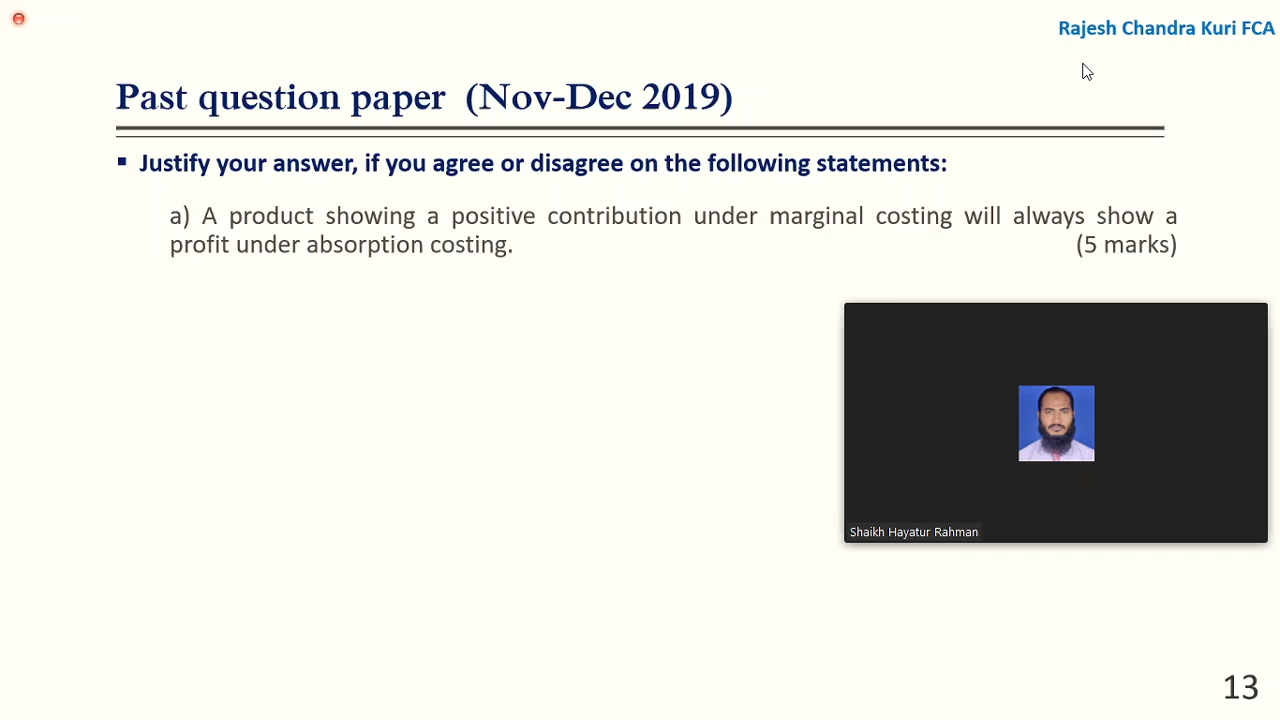 Rajesh Chandra Kuri FCA
Past question paper (Nov-Dec 2019)
▪ Justify your answer, if you agree or disagree on the following statements:
a) A product showing a positive contribution under marginal costing will always show a
profit under absorption costing. (5 marks)
Shaikh Hayatur Rahman
13